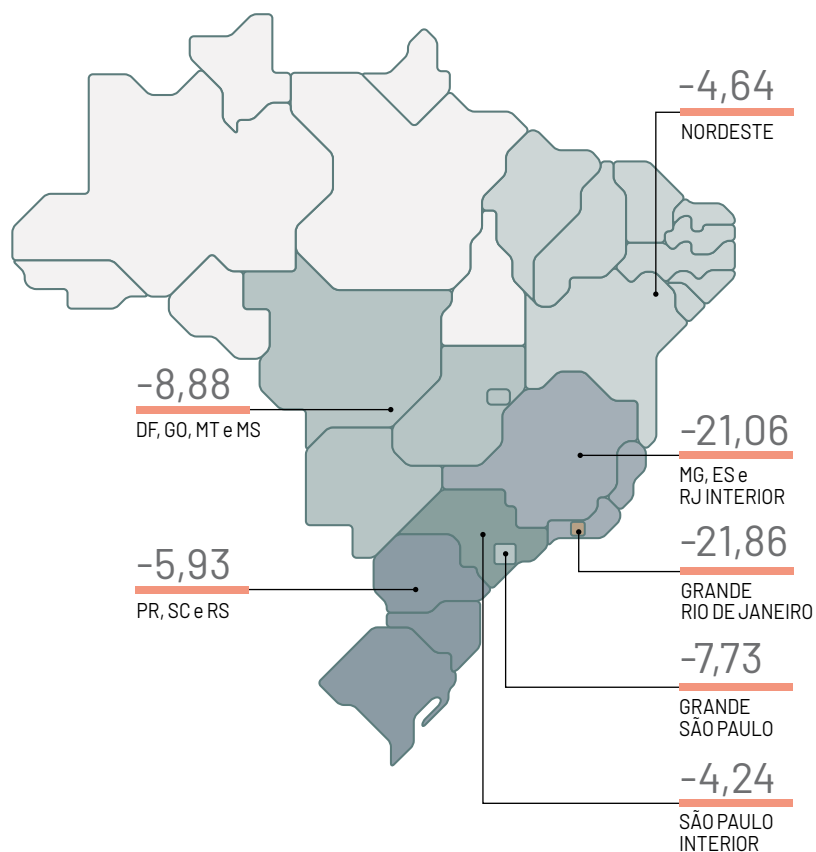 -4,64
NORDESTE
-8,88
DF, GO, MT e MS
-21,06
MG, ES e
RJ INTERIOR
-21,86
GRANDE
RIO DE JANEIRO
-5,93
PR, SC e RS
-7,73
GRANDE
SÃO PAULO
-4,24
SÃO PAULO
INTERIOR